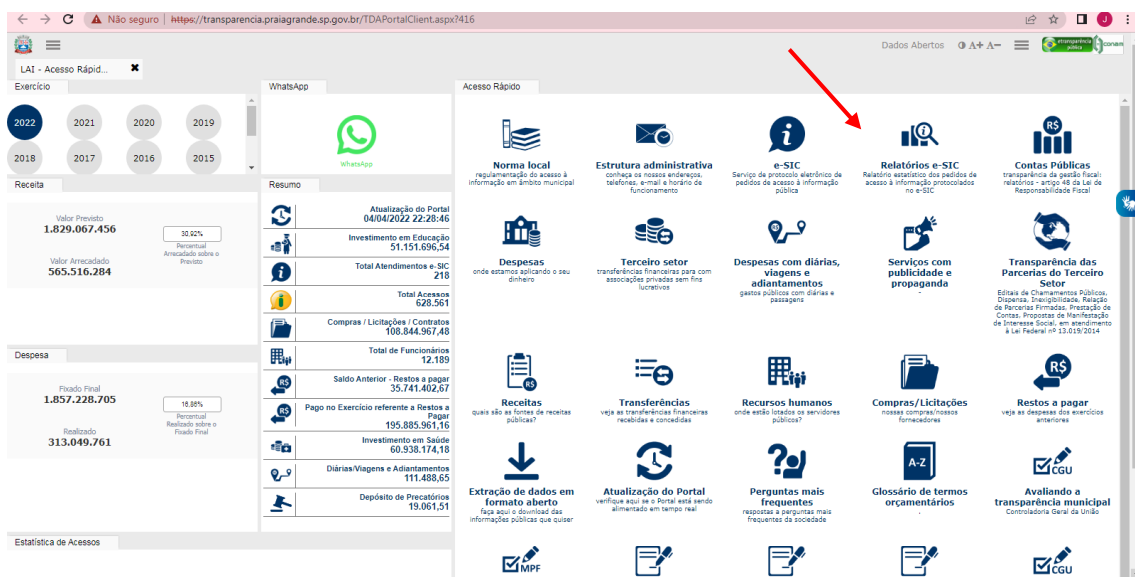 Não seguro | https://transparencia.praiagrande.sp.gov.br/TDAPortalClient.aspx?416
J
Dados Abertos A+ A-
etransparência pública conam
LAI - Acesso Rápid... ✖
Exercício
2022 2021 2020 2019
2018 2017 2016 2015
Receita
Valor Previsto
1.829.067.456
30,92%
Percentual
Arrecadado sobre o
Previsto
Valor Arrecadado
565.516.284
Despesa
Fixado Final
1.857.228.705
16,86%
Percentual
Realizado sobre o
Fixado Final
Realizado
313.049.761
Estatística de Acessos
WhatsApp
WhatsApp
Resumo
Atualização do Portal
04/04/2022 22:28:46
Investimento em Educação
51.151.696,54
Total Atendimentos e-SIC
218
Total Acessos
628.561
Compras / Licitações / Contratos
108.844.967,48
Total de Funcionários
12.189
Saldo Anterior - Restos a pagar
35.741.402,67
Pago no Exercício referente a Restos a
Pagar
195.885.961,16
Investimento em Saúde
60.938.174,18
Diárias/Viagens e Adiantamentos
111.488,65
Depósito de Precatórios
19.061,51
Acesso Rápido
Norma local
regulamentação do acesso à
informação em âmbito municipal
Estrutura administrativa
conheça os nossos endereços,
telefones, e-mail e horário de
funcionamento
e-SIC
Serviço de protocolo eletrônico de
pedidos de acesso à informação
pública
Relatórios e-SIC
Relatório estatístico dos pedidos de
acesso à informação protocolados
no e-SIC
R$
Contas Públicas
transparência da gestão fiscal:
relatórios - artigo 48 da Lei de
Responsabilidade Fiscal
Despesas
onde estamos aplicando o seu
dinheiro
Terceiro setor
transferências financeiras para com
associações privadas sem fins
lucrativos
Despesas com diárias,
viagens e
adiantamentos
gastos públicos com diárias e
passagens
Serviços com
publicidade e
propaganda
-
Transparência das
Parcerias do Terceiro
Setor
Editais de Chamamentos Públicos,
Dispensa, Inexigibilidade, Relação
de Parcerias Firmadas, Prestação de
Contas, Propostas de Manifestação
de Interesse Social, em atendimento
à Lei Federal nº 13.019/2014
R$
Receitas
quais são as fontes de receitas
públicas?
Transferências
veja as transferências financeiras
recebidas e concedidas
Recursos humanos
onde estão lotados os servidores
públicos?
Compras/Licitações
nossas compras/nossos
fornecedores
R$
Restos a pagar
veja as despesas dos exercícios
anteriores
Extração de dados em
formato aberto
faça aqui o download das
informações públicas que quiser
Atualização do Portal
verifique aqui se o Portal está sendo
alimentado em tempo real
Perguntas mais
frequentes
respostas a perguntas mais
frequentes da sociedade
A-Z
Glossário de termos
orçamentários
-
CGU
Avaliando a
transparência municipal
Controladoria Geral da União
MPF
CGU